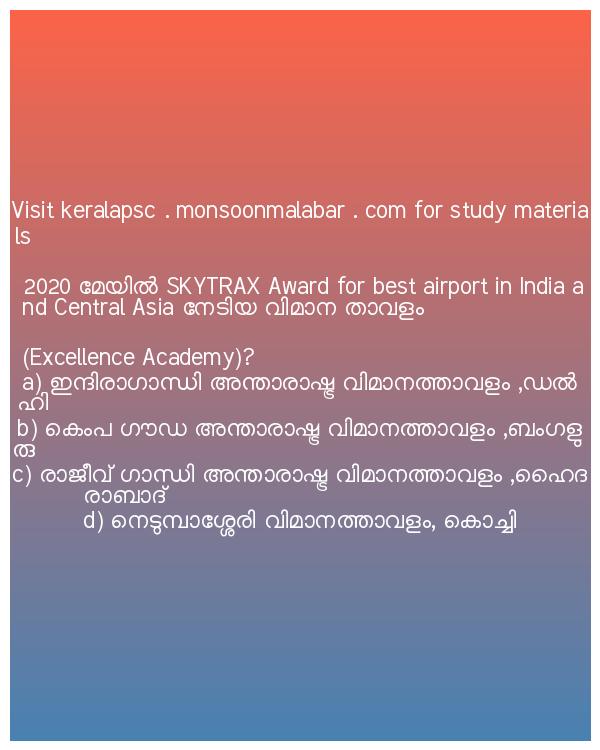 Visit keralapsc . monsoonmalabar . com for study materia
ls
2020 മേയിൽ SKYTRAX Award for best airport in India a
nd Central Asia നേടിയ വിമാന താവളം
(Excellence Academy)?
a) ഇന്ദിരാഗാന്ധി അന്താരാഷ്ട്ര വിമാനത്താവളം ,ഡൽ
ഹി
b) കെംപ ഗൗഡ അന്താരാഷ്ട്ര വിമാനത്താവളം ,ബംഗളു
രു
c) രാജീവ് ഗാന്ധി അന്താരാഷ്ട്ര വിമാനത്താവളം ,ഹൈദ
രാബാദ്
d) നെടുമ്പാശ്ശേരി വിമാനത്താവളം, കൊച്ചി